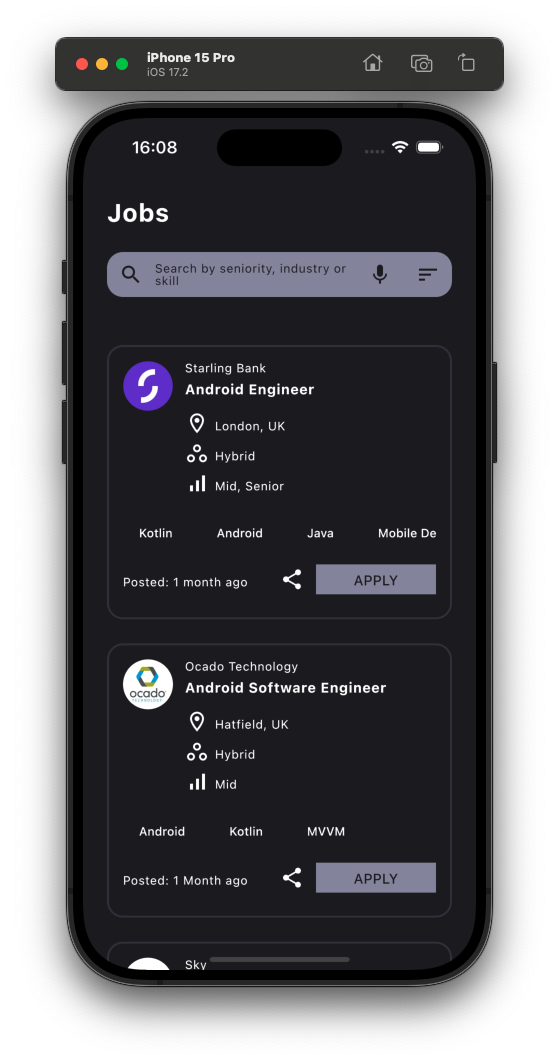 iPhone 15 Pro
iOS 17.2
16:08
Jobs
Search by seniority, industry or
skill
Starling Bank
Android Engineer
London, UK
Hybrid
Mid, Senior
Kotlin Android Java Mobile De
Posted: 1 month ago APPLY
Ocado Technology
ocado
TECHNOLOGY
Android Software Engineer
Hatfield, UK
Hybrid
Mid
Android Kotlin MVVM
Posted: 1 Month ago APPLY
Sky